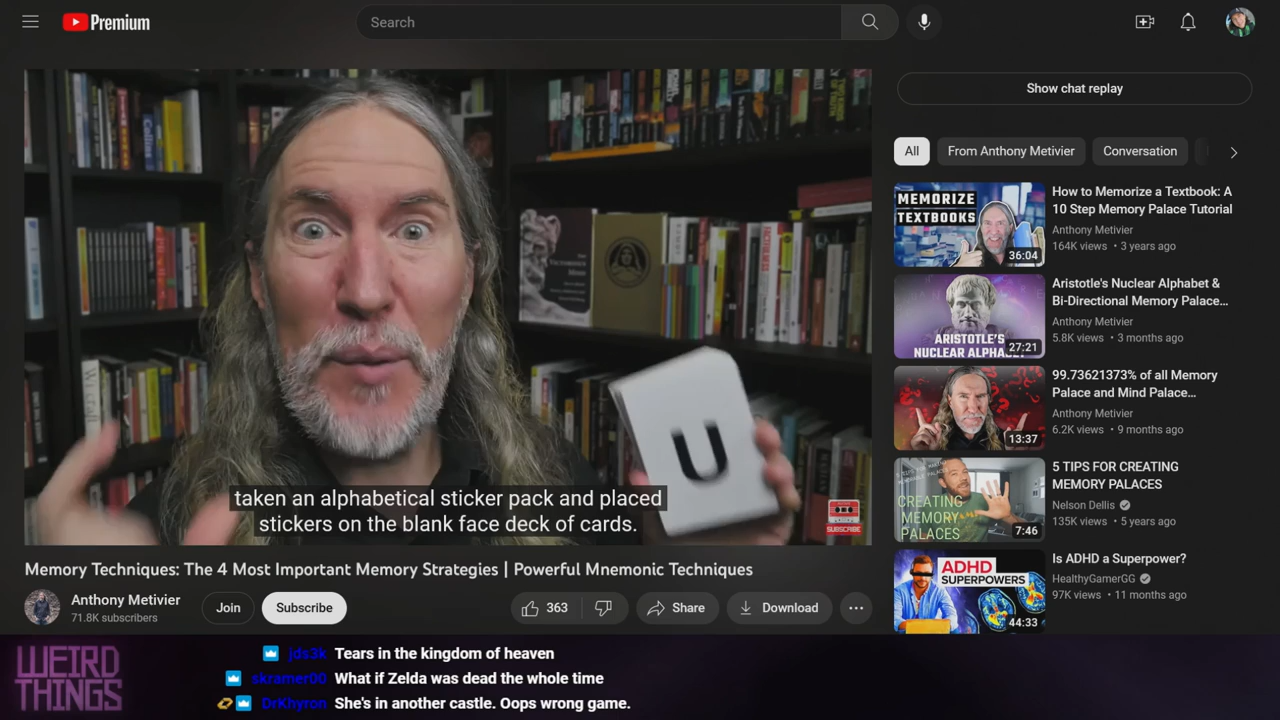 Premium
Search
U
taken an alphabetical sticker pack and placed
stickers on the blank face deck of cards.
SUBSCRIBE
Memory Techniques: The 4 Most Important Memory Strategies | Powerful Mnemonic Techniques
Anthony Metivier
71.8K subscribers
Join
Subscribe
363
Share
Download
Show chat replay
All
From Anthony Metivier
Conversation
MEMORIZE
TEXTBOOKS
36:04
How to Memorize a Textbook: A
10 Step Memory Palace Tutorial
Anthony Metivier
164K views • 3 years ago
ARISTOTLE'S
NUCLEAR
27:21
Aristotle's Nuclear Alphabet &
Bi-Directional Memory Palace...
Anthony Metivier
5.8K views • 3 months ago
13:37
99.73621373% of all Memory
Palace and Mind Palace...
Anthony Metivier
6.2K views • 9 months ago
CREATING
MEMORY
PALACES
7:46
5 TIPS FOR CREATING
MEMORY PALACES
Nelson Dellis
135K views • 5 years ago
ADHD
SUPERPOWERS
44:33
Is ADHD a Superpower?
HealthyGamerGG
97K views • 11 months ago
WEIRD
THINGS
jds3k Tears in the kingdom of heaven
skramer00 What if Zelda was dead the whole time
DrKhyron She's in another castle. Oops wrong game.